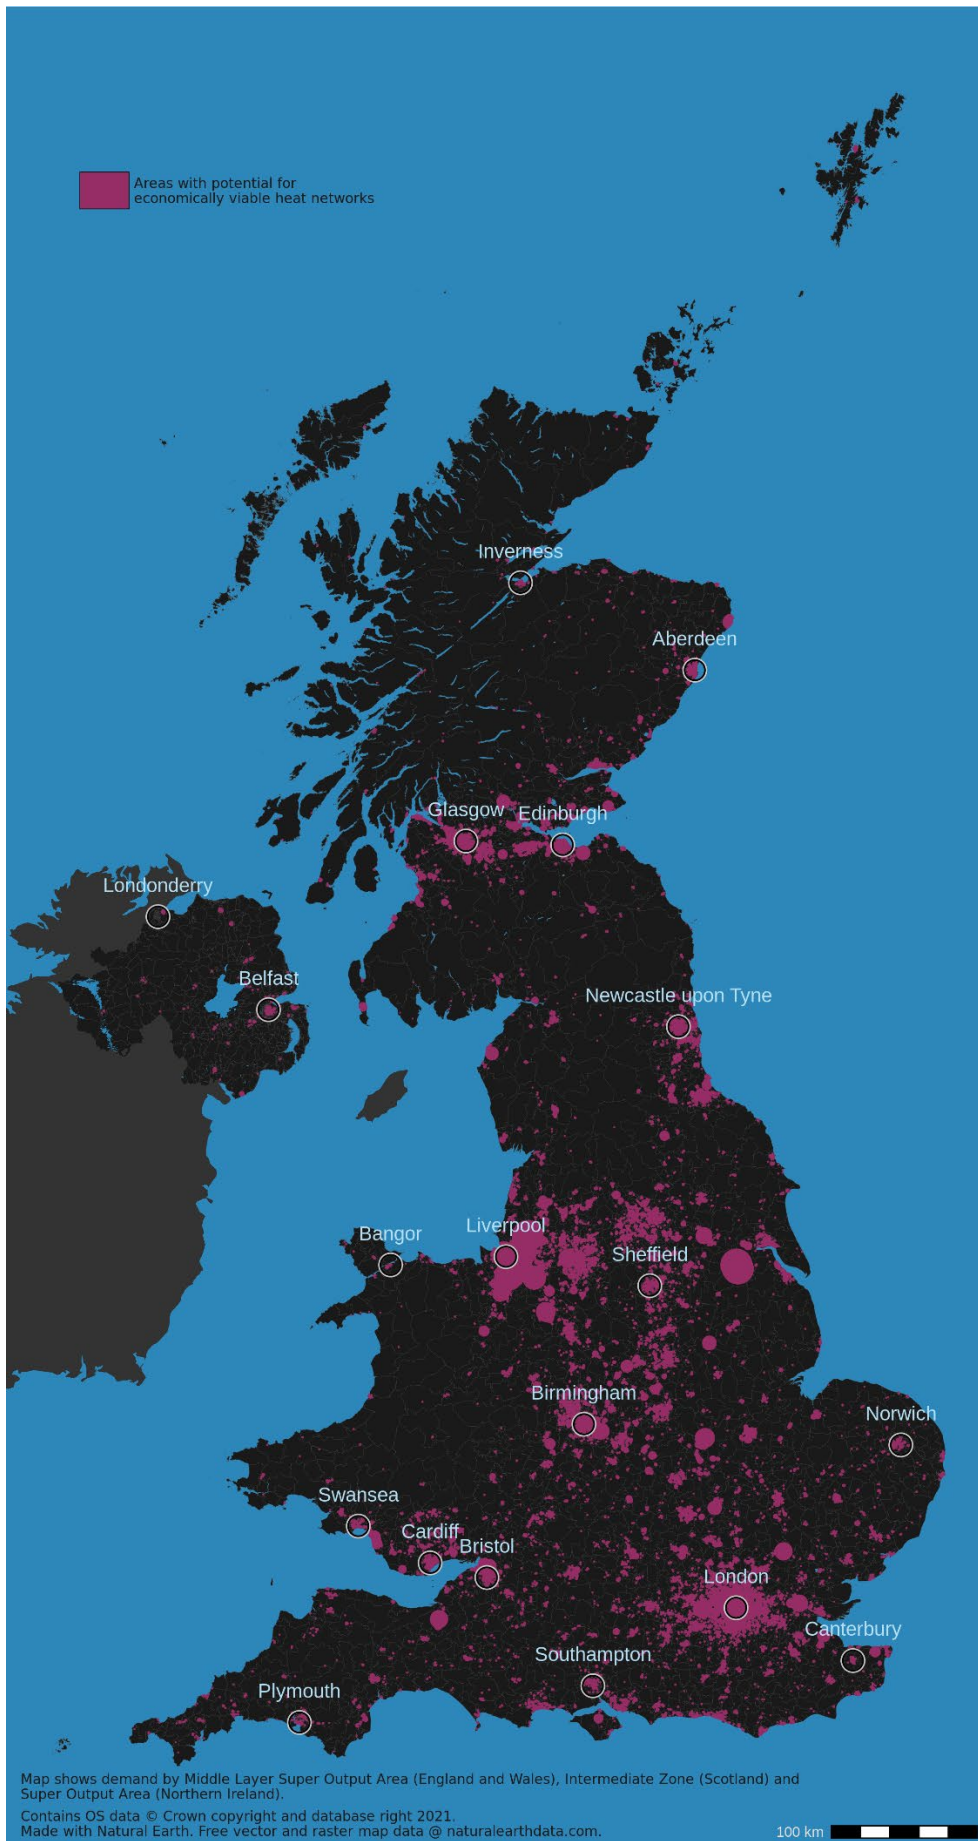 Areas with potential for
economically viable heat networks
Inverness
Aberdeen
Glasgow
Edinburgh
Londonderry
Belfast
Newcastle upon Tyne
Bangor
Liverpool
Sheffield
Birmingham
Norwich
Swansea
Cardiff
Bristol
London
Canterbury
Southampton
Plymouth
Map shows demand by Middle Layer Super Output Area (England and Wales), Intermediate Zone (Scotland) and
Super Output Area (Northern Ireland).
Contains OS data © Crown copyright and database right 2021.
Made with Natural Earth. Free vector and raster map data @ naturalearthdata.com.
100 km